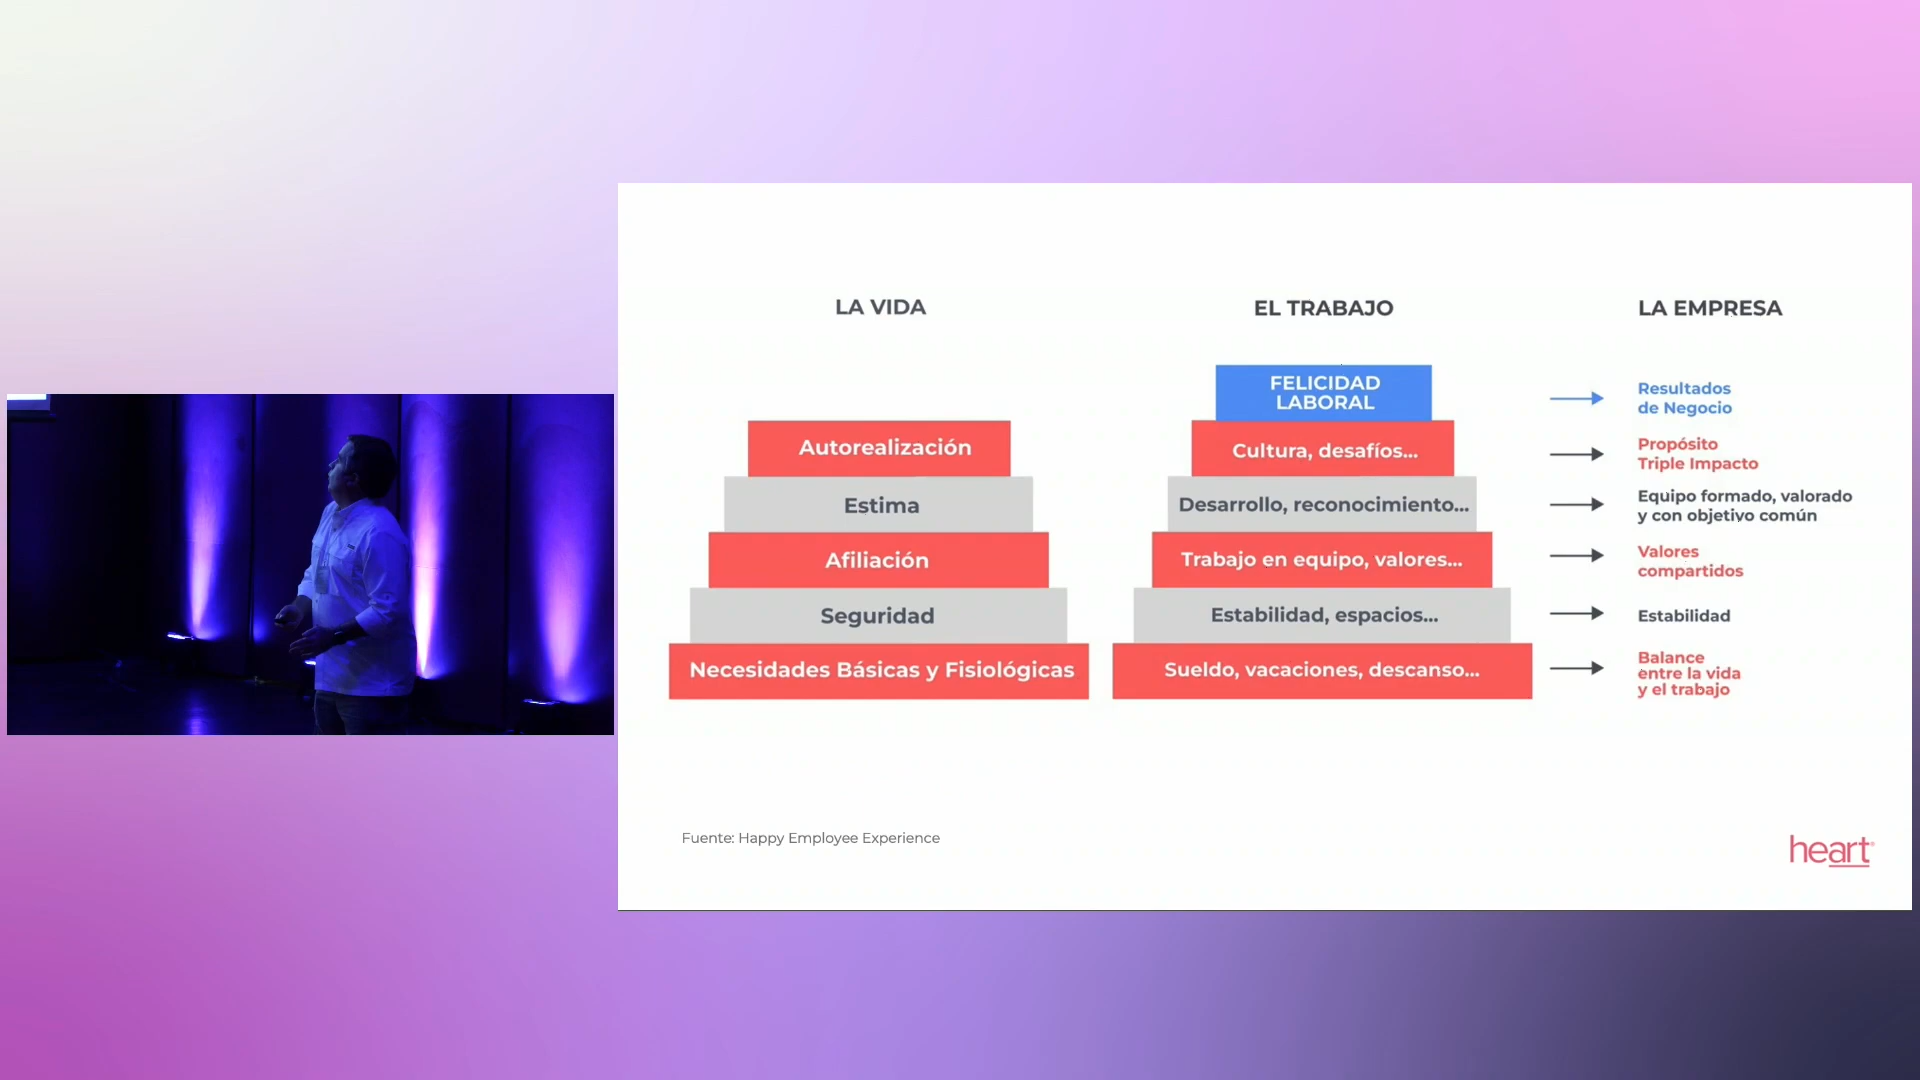 LA VIDA
EL TRABAJO
LA EMPRESA
Autorealización
Estima
Afiliación
Seguridad
Necesidades Básicas y Fisiológicas
FELICIDAD
LABORAL
Cultura, desafíos...
Desarrollo, reconocimiento...
Trabajo en equipo, valores...
Estabilidad, espacios...
Sueldo, vacaciones, descanso...
Resultados
de Negocio
Propósito
Triple Impacto
Equipo formado, valorado
y con objetivo común
Valores
compartidos
Estabilidad
Balance
entre la vida
y el trabajo
Fuente: Happy Employee Experience
heart